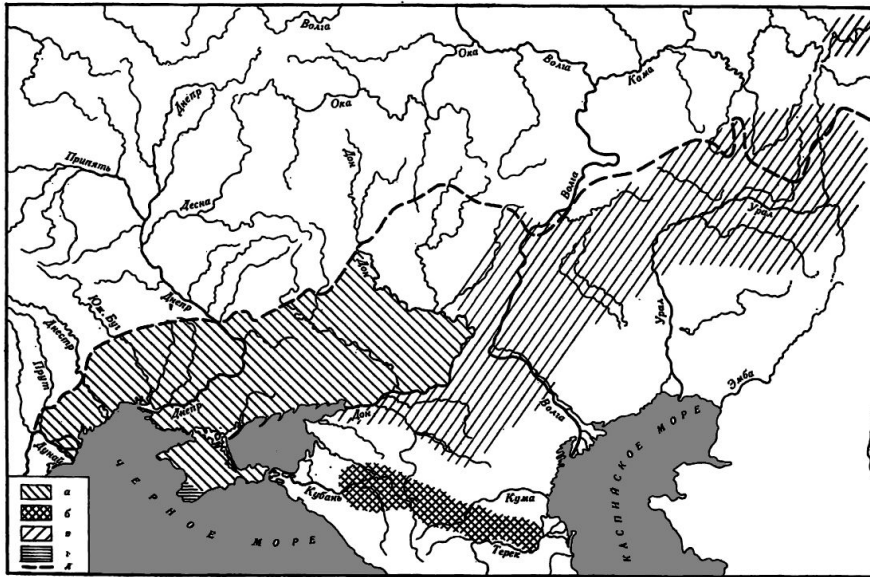 Волга
Ока
Волга
Кама
Днепр
Ока
Дон
Припять
Волга
Десна
Урал
Дон
Днепр
Юж. Буг
Днестр
Прут
Урал
Эмба
Днепр
Дон
Волга
Дунай
Кубань
Кума
Терек
ЧЕРНОЕ МОРЕ
КАСПИЙСКОЕ МОРЕ
а
б
в
г
д